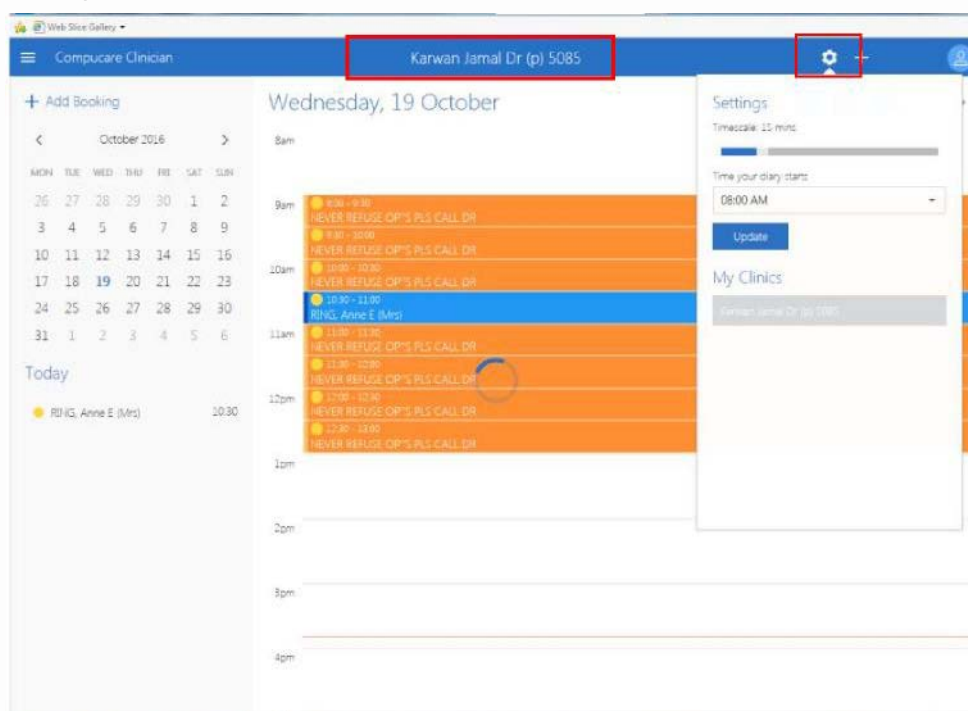 Web Slice Gallery
Compucare Clinician
Karwan Jamal Dr (p) 5085
+ Add Booking
< October 2016 >
MON TUE WED THU FRI SAT SUN
26 27 28 29 30 1 2
3 4 5 6 7 8 9
10 11 12 13 14 15 16
17 18 19 20 21 22 23
24 25 26 27 28 29 30
31 1 2 3 4 5 6
Today
RING, Anne E (Mrs) 10:30
Wednesday, 19 October
8am
9am
9:00 - 9:30
NEVER REFUSE OP"S PLS CALL DR
9:30 - 10:00
NEVER REFUSE OP"S PLS CALL DR
10am
10:00 - 10:30
NEVER REFUSE OP"S PLS CALL DR
10:30 - 11:00
RING, Anne E (Mrs)
11am
11:00 - 11:30
NEVER REFUSE OP"S PLS CALL DR
11:30 - 12:00
NEVER REFUSE OP"S PLS CALL DR
12pm
12:00 - 12:30
NEVER REFUSE OP"S PLS CALL DR
12:30 - 13:00
NEVER REFUSE OP"S PLS CALL DR
1pm
2pm
3pm
4pm
Settings
Timescale: 15 mins
Time your diary starts
08:00 AM
Update
My Clinics
Karwan Jamal Dr (p) 5085